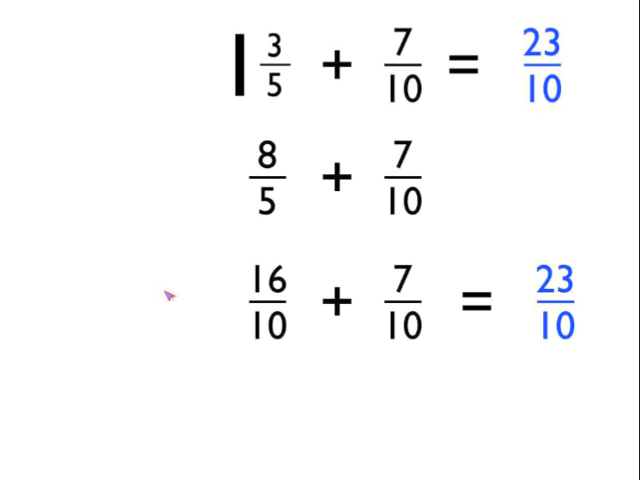 1 3/5 + 7/10 = 23/10
8/5 + 7/10
16/10 + 7/10 = 23/10